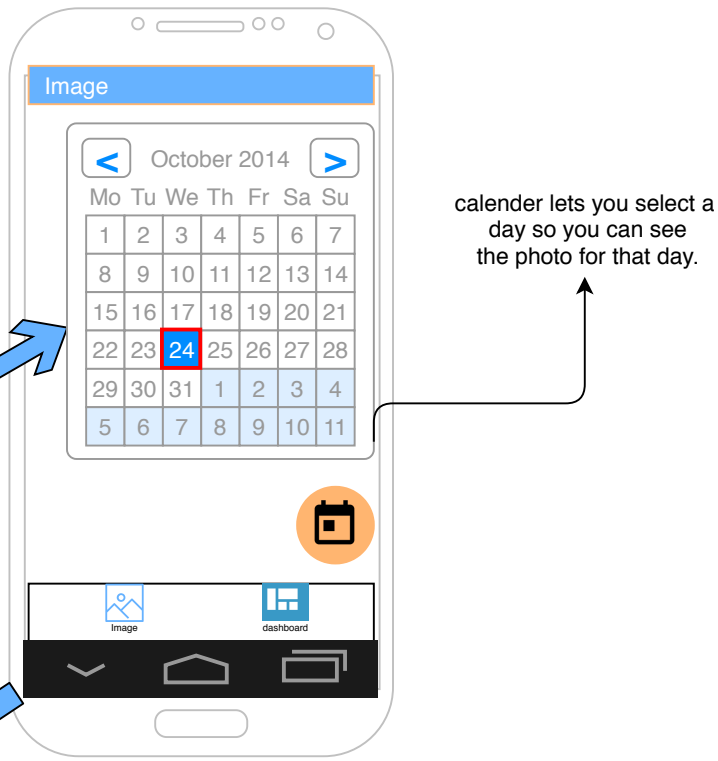 Image
< October 2014 >
Mo Tu We Th Fr Sa Su
1 2 3 4 5 6 7
8 9 10 11 12 13 14
15 16 17 18 19 20 21
22 23 24 25 26 27 28
29 30 31 1 2 3 4
5 6 7 8 9 10 11
calender lets you select a
day so you can see
the photo for that day.
Image dashboard